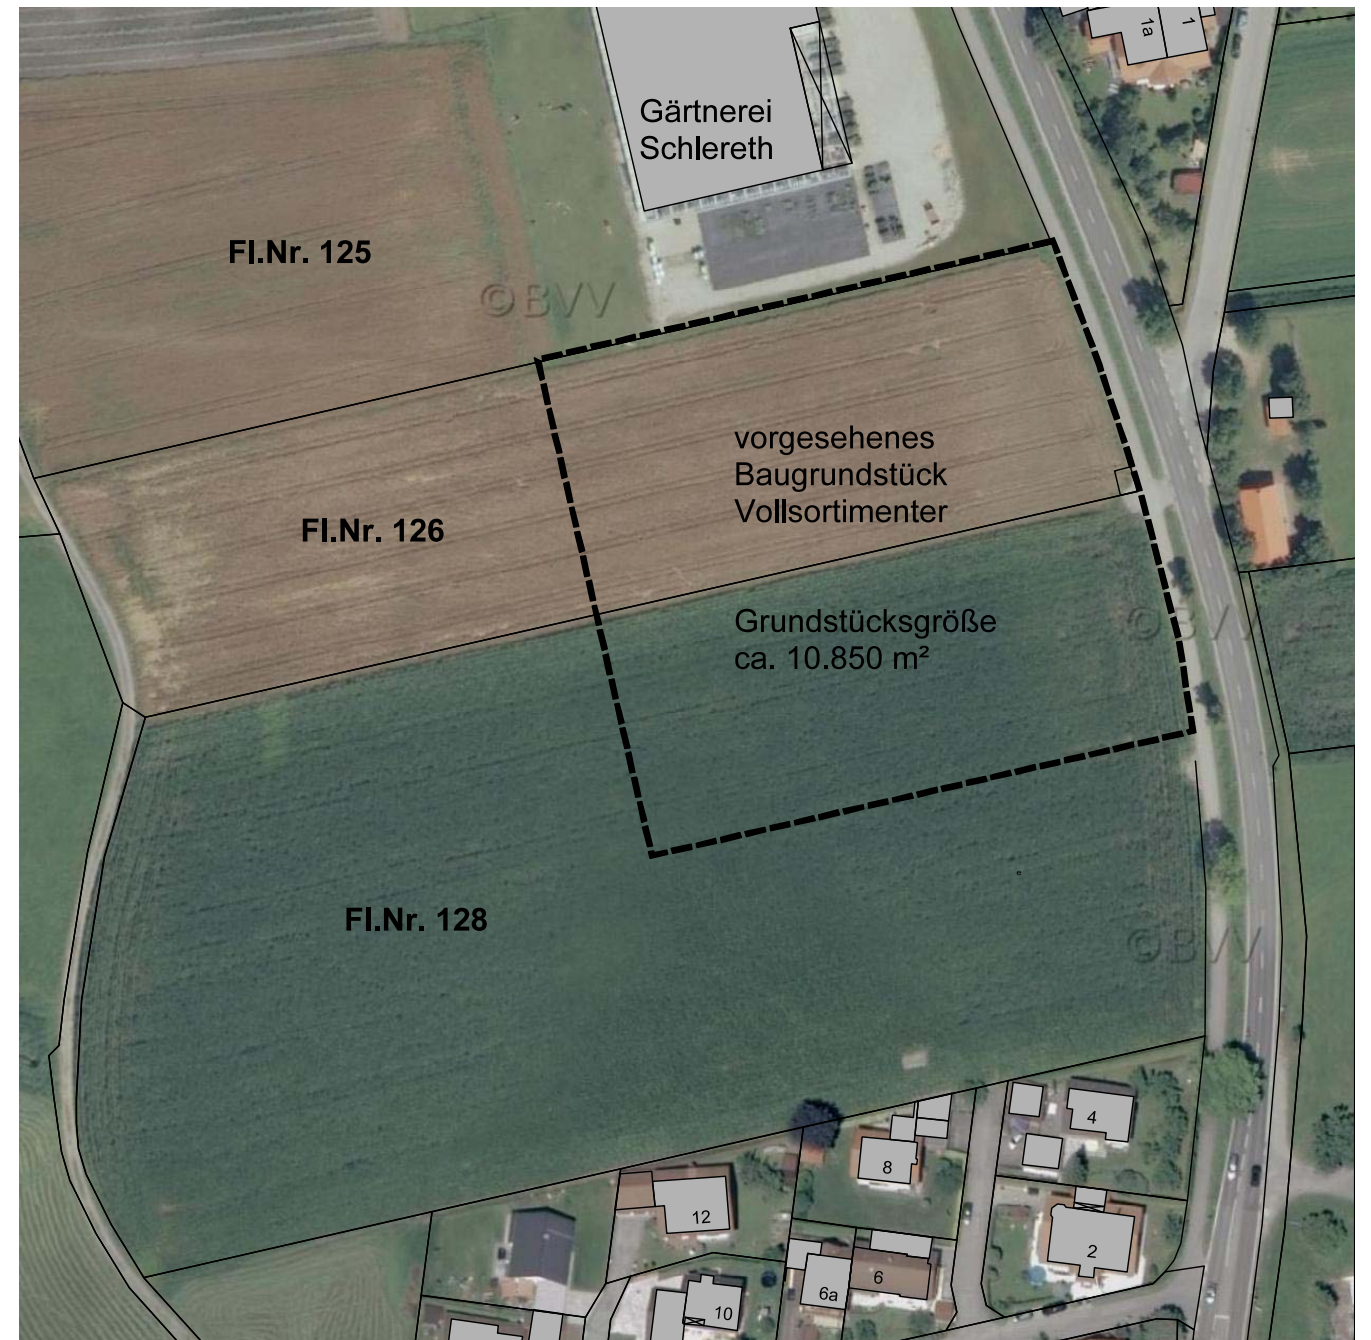 1a
1
Gärtnerei
Schlereth
Fl.Nr. 125
©BVV
vorgesehenes
Baugrundstück
Vollsortimenter
Fl.Nr. 126
Grundstücksgröße
ca. 10.850 m²
©BVV
Fl.Nr. 128
©BVV
4
8
12
2
6
6a
10